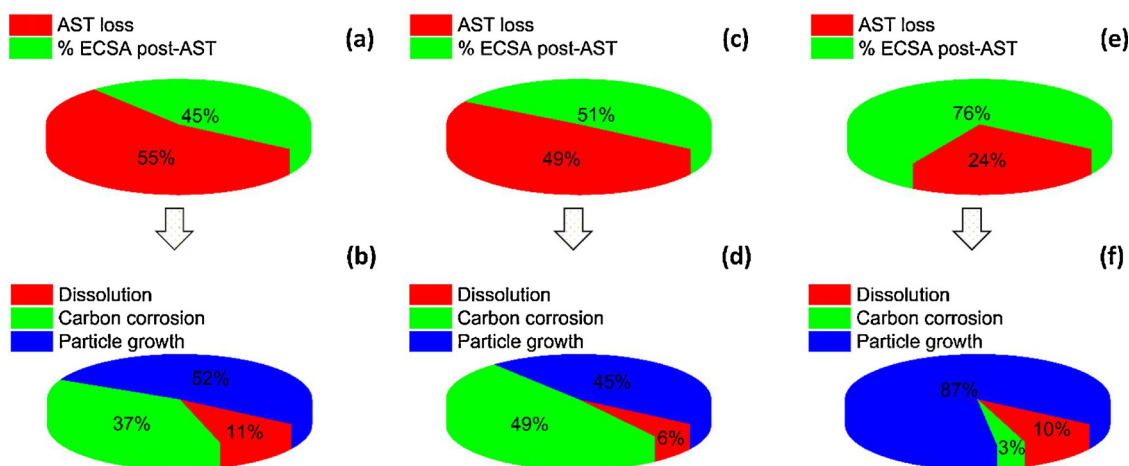 AST loss
% ECSA post-AST
(a)
45%
55%
AST loss
% ECSA post-AST
(c)
51%
49%
AST loss
% ECSA post-AST
(e)
76%
24%
(b)
Dissolution
Carbon corrosion
Particle growth
52%
37%
11%
(d)
Dissolution
Carbon corrosion
Particle growth
45%
49%
6%
(f)
Dissolution
Carbon corrosion
Particle growth
87%
3%
10%